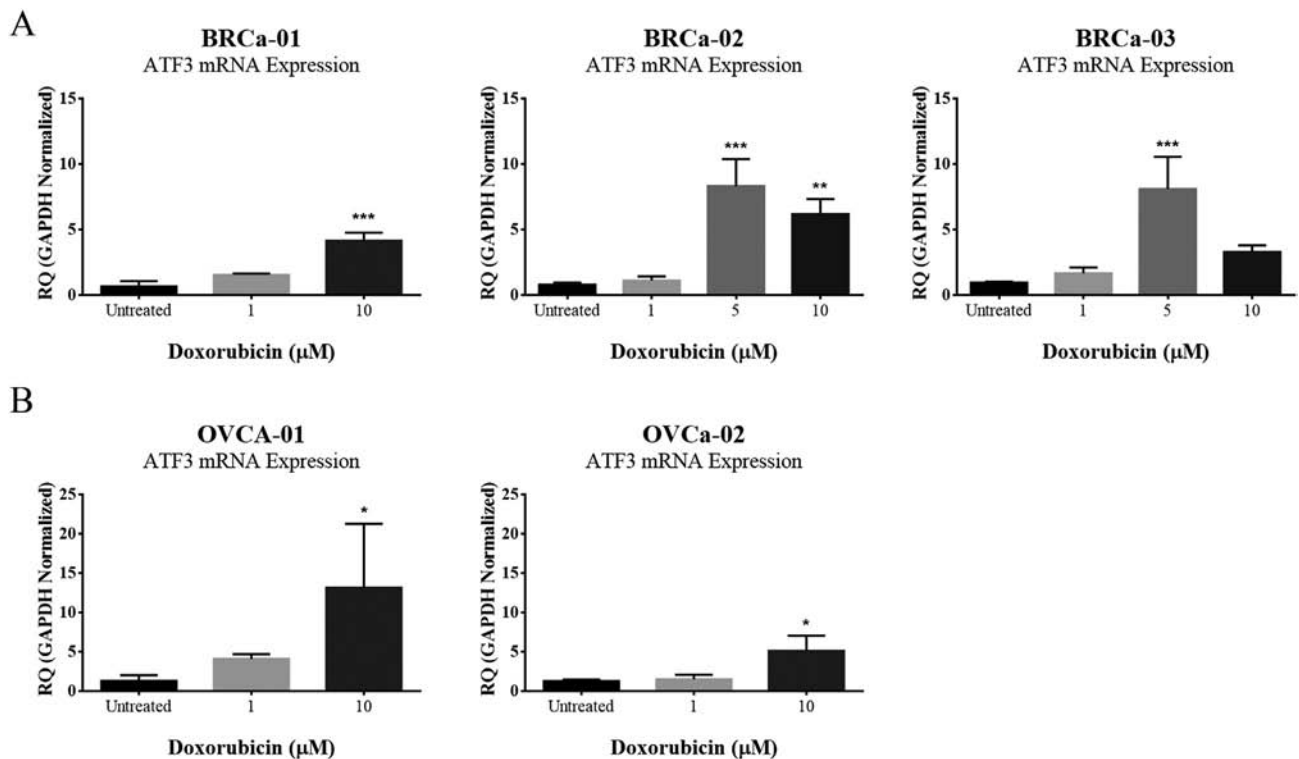 A
BRCa-01
ATF3 mRNA Expression
RQ (GAPDH Normalized)
15
10
5
0
Untreated 1 10
***
Doxorubicin (μM)
BRCa-02
ATF3 mRNA Expression
RQ (GAPDH Normalized)
15
10
5
0
Untreated 1 5 10
***
**
Doxorubicin (μM)
BRCa-03
ATF3 mRNA Expression
RQ (GAPDH Normalized)
15
10
5
0
Untreated 1 5 10
***
Doxorubicin (μM)
B
OVCA-01
ATF3 mRNA Expression
RQ (GAPDH Normalized)
25
20
15
10
5
0
Untreated 1 10
*
Doxorubicin (μM)
OVCa-02
ATF3 mRNA Expression
RQ (GAPDH Normalized)
25
20
15
10
5
0
Untreated 1 10
*
Doxorubicin (μM)